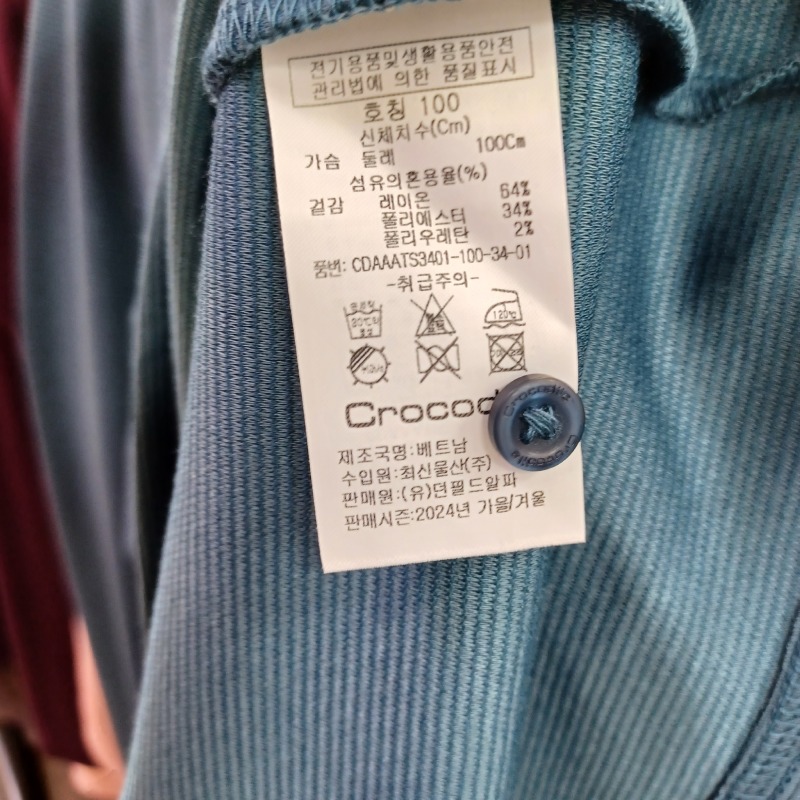 전기용품및생활용품안전
관리법에 의한 품질표시
호칭 100
신체치수(Cm)
가슴 둘레 100Cm
섬유의혼용율(%)
겉감 레이온 64%
폴리에스터 34%
폴리우레탄 2%
품번: CDAAATS3401-100-34-01
-취급주의-
120℃
Crocod
Crocodile
Crocodile
제조국명:베트남
수입원:최신물산(주)
판매원:(유)던필드알파
판매시즌:2024년 가을/겨울